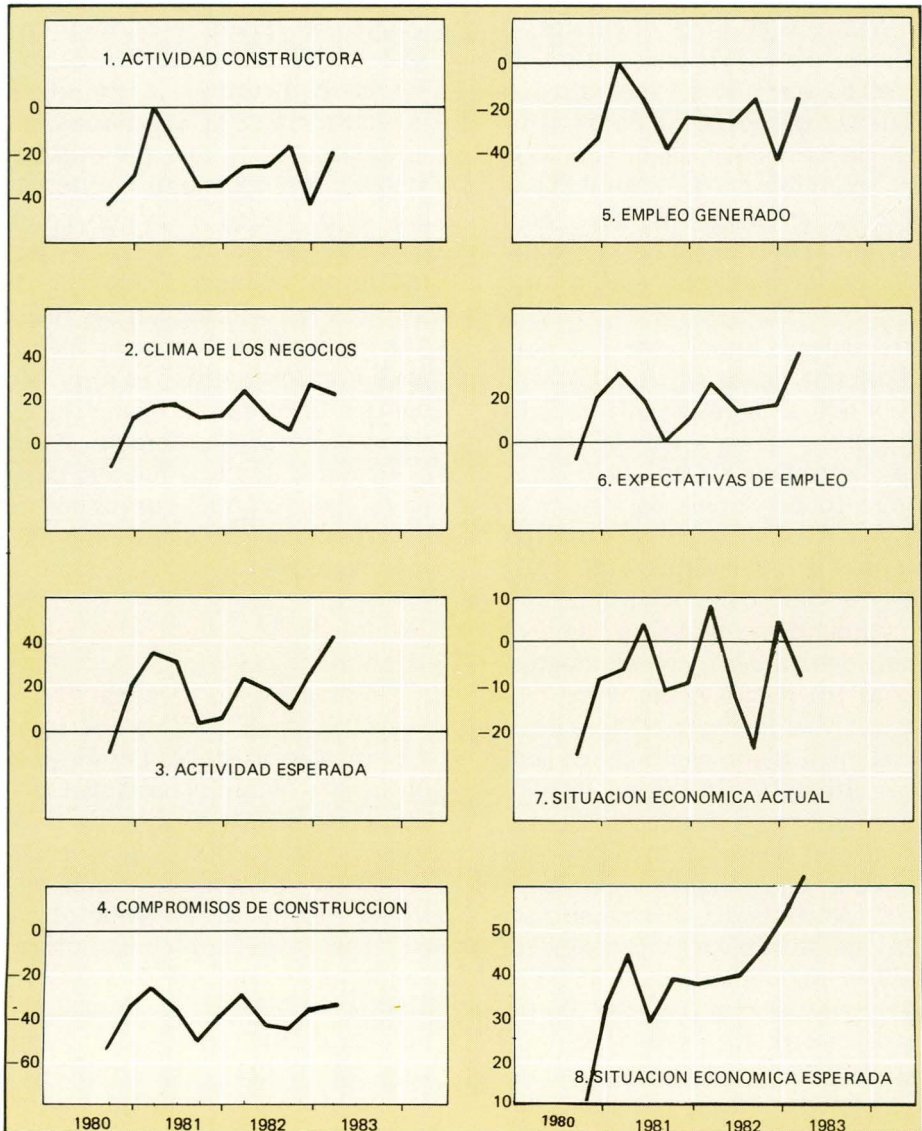 1. ACTIVIDAD CONSTRUCTORA
0
−20
−40
5. EMPLEO GENERADO
0
−20
−40
2. CLIMA DE LOS NEGOCIOS
40
20
0
6. EXPECTATIVAS DE EMPLEO
20
0
3. ACTIVIDAD ESPERADA
40
20
0
7. SITUACION ECONOMICA ACTUAL
10
0
−10
−20
4. COMPROMISOS DE CONSTRUCCION
0
−20
−40
−60
8. SITUACION ECONOMICA ESPERADA
50
40
30
20
10
1980 1981 1982 1983
1980 1981 1982 1983